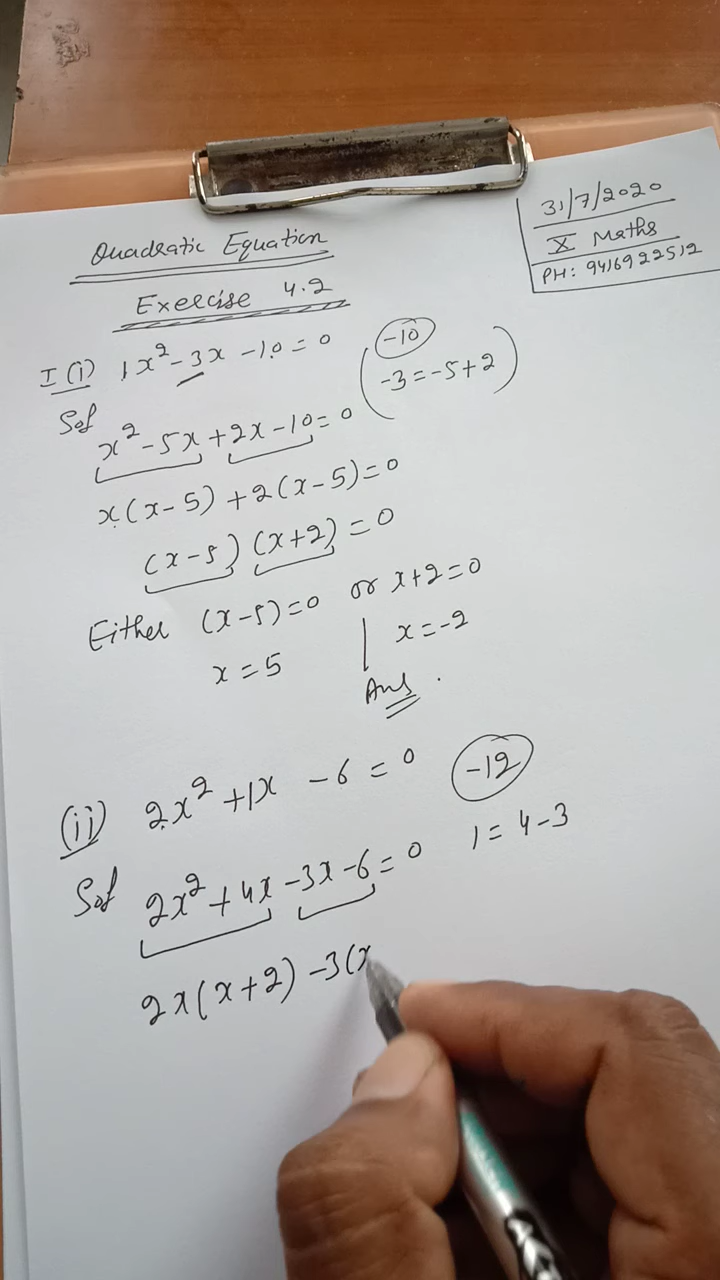 31/7/2020
X Maths
PH: 9416922512
Quadratic Equation
Exercise 4.2
I (i) 1x² - 3x - 10 = 0
-10
-3 = -5 + 2
Sol
x² - 5x + 2x - 10 = 0
x(x - 5) + 2(x - 5) = 0
(x - 5) (x + 2) = 0
Either (x - 5) = 0 or x + 2 = 0
x = 5 | x = -2
Ans.
(ii) 2x² + 1x - 6 = 0 -12
Sol 2x² + 4x - 3x - 6 = 0 1 = 4 - 3
2x(x + 2) - 3(x